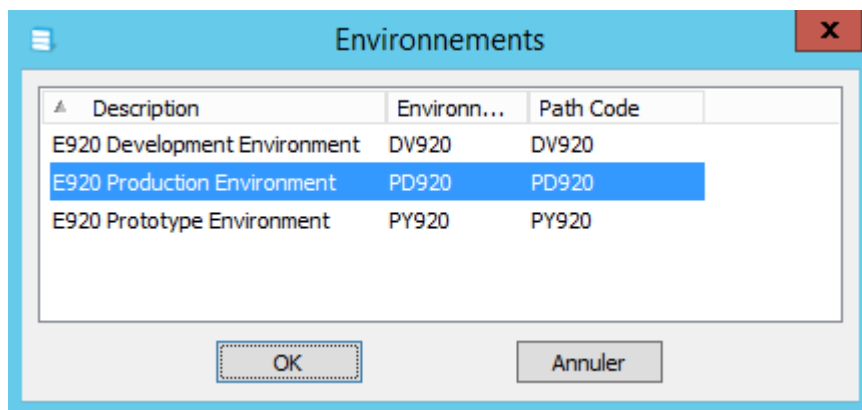 Environnements
x
Description Environn... Path Code
E920 Development Environment DV920 DV920
E920 Production Environment PD920 PD920
E920 Prototype Environment PY920 PY920
OK Annuler